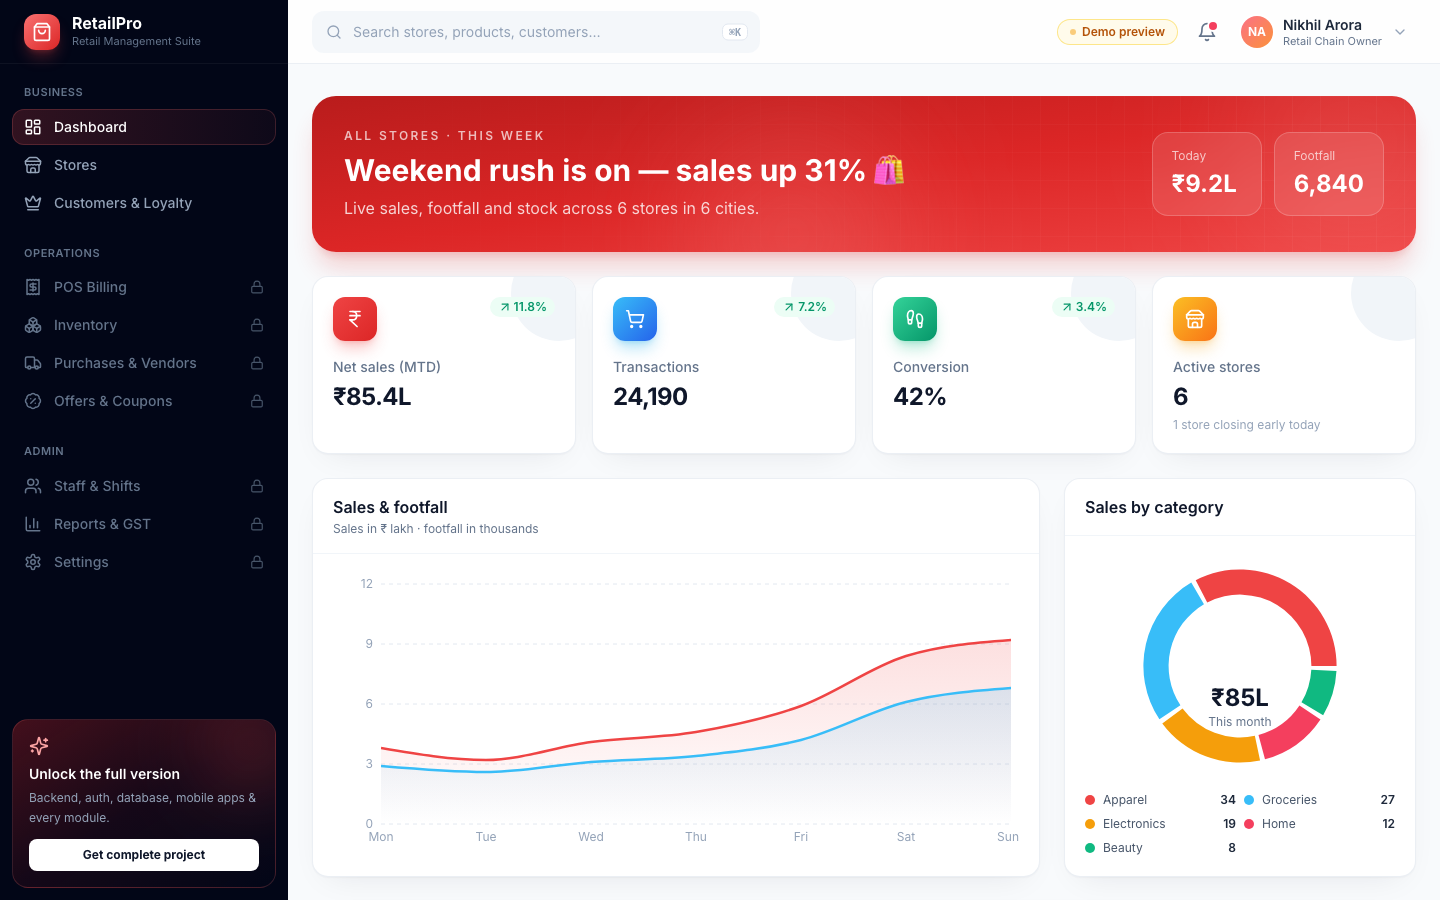 RetailPro
Retail Management Suite
Search stores, products, customers...
⌘K
Demo preview
NA
Nikhil Arora
Retail Chain Owner
BUSINESS
Dashboard
Stores
Customers & Loyalty
OPERATIONS
POS Billing
Inventory
Purchases & Vendors
Offers & Coupons
ADMIN
Staff & Shifts
Reports & GST
Settings
Unlock the full version
Backend, auth, database, mobile apps &
every module.
Get complete project
ALL STORES · THIS WEEK
Weekend rush is on — sales up 31% 🛍️
Live sales, footfall and stock across 6 stores in 6 cities.
Today
₹9.2L
Footfall
6,840
₹
11.8%
Net sales (MTD)
₹85.4L
7.2%
Transactions
24,190
3.4%
Conversion
42%
Active stores
6
1 store closing early today
Sales & footfall
Sales in ₹ lakh · footfall in thousands
12
9
6
3
0
Mon Tue Wed Thu Fri Sat Sun
Sales by category
₹85L
This month
Apparel 34
Groceries 27
Electronics 19
Home 12
Beauty 8